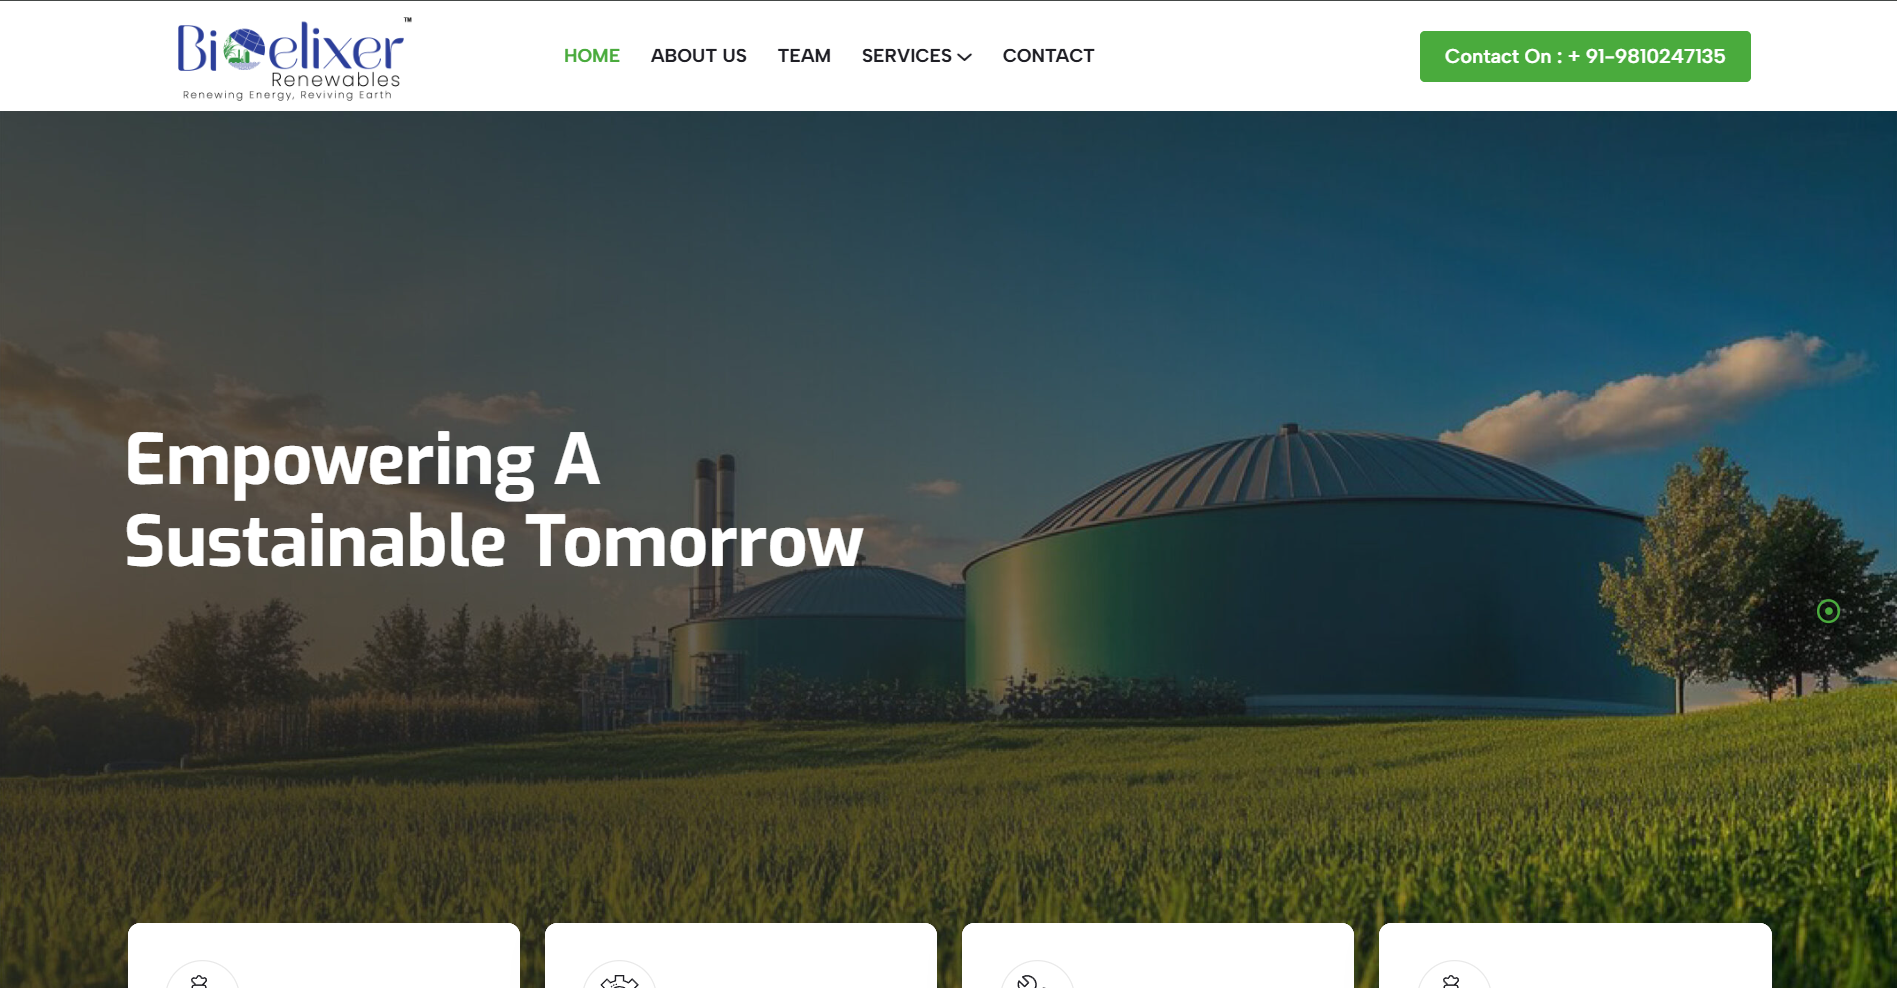 Bioelixer™
Renewables
Renewing Energy, Reviving Earth
HOME ABOUT US TEAM SERVICES CONTACT
Contact On : + 91-9810247135
Empowering A
Sustainable Tomorrow